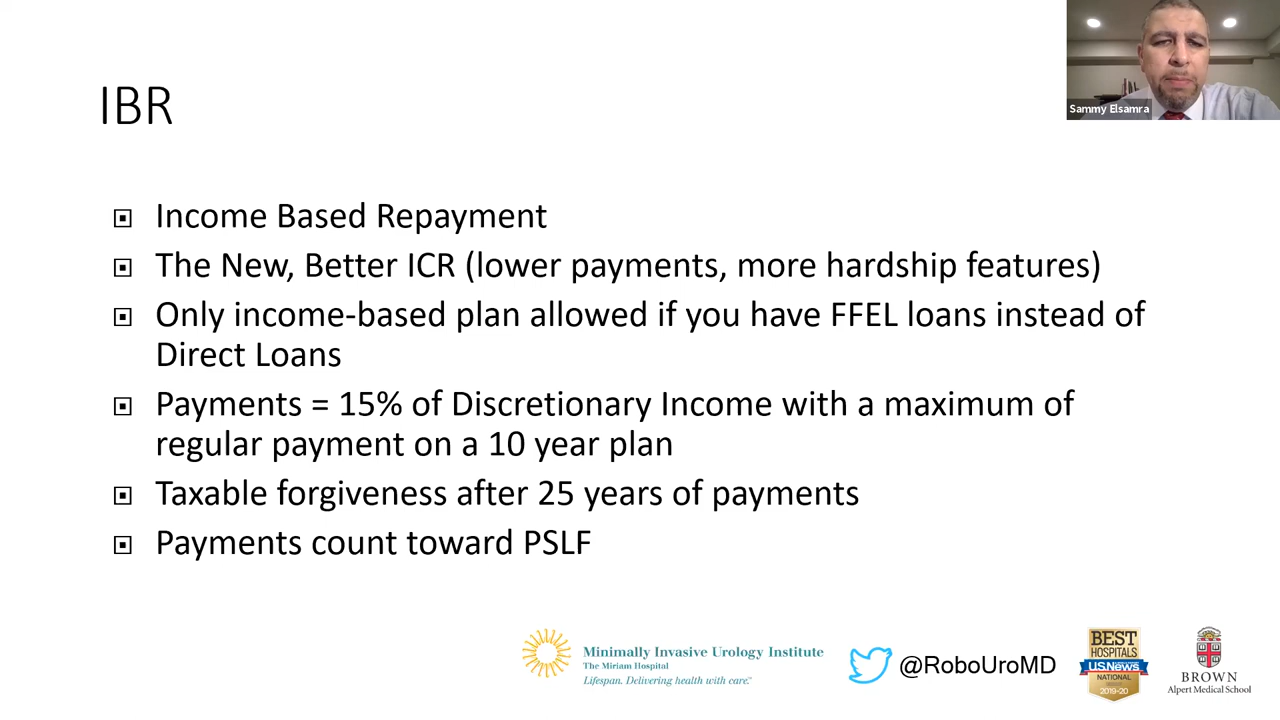 IBR
Sammy Elsamra
Income Based Repayment
The New, Better ICR (lower payments, more hardship features)
Only income-based plan allowed if you have FFEL loans instead of
Direct Loans
Payments = 15% of Discretionary Income with a maximum of
regular payment on a 10 year plan
Taxable forgiveness after 25 years of payments
Payments count toward PSLF
Minimally Invasive Urology Institute
The Miriam Hospital
Lifespan. Delivering health with care.™
@RoboUroMD
BEST
HOSPITALS
U.S.News
NATIONAL
2019-20
BROWN
Alpert Medical School